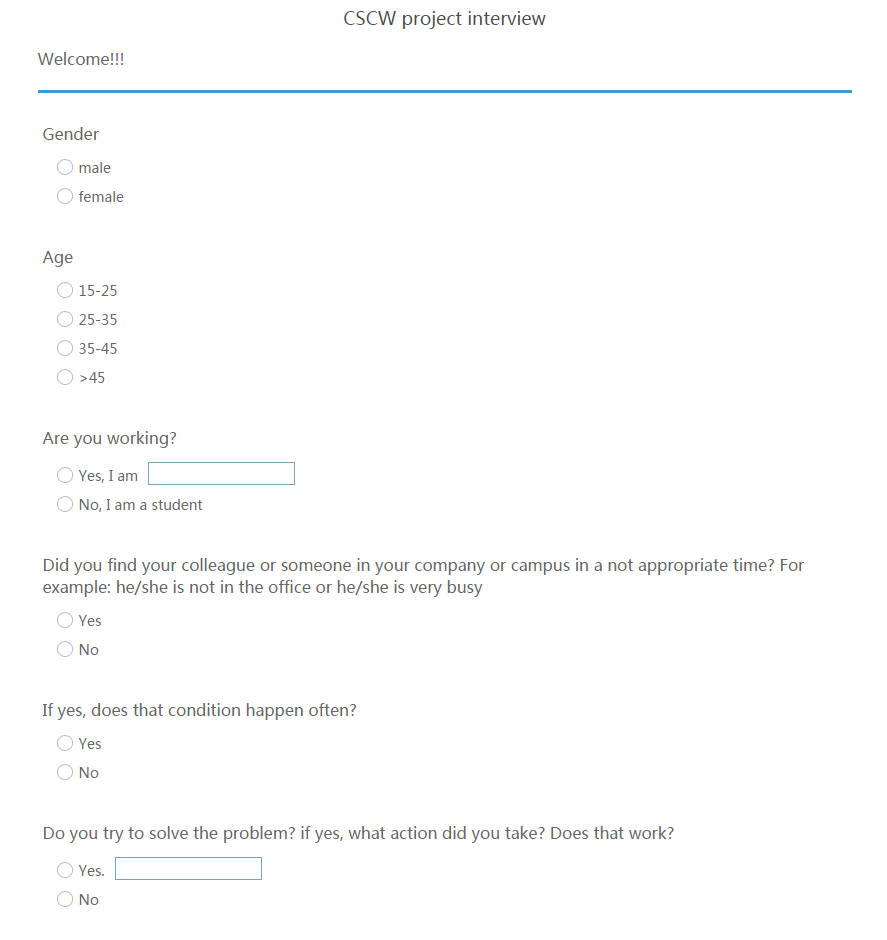 CSCW project interview
Welcome!!!
Gender
male
female
Age
15-25
25-35
35-45
>45
Are you working?
Yes, I am
No, I am a student
Did you find your colleague or someone in your company or campus in a not appropriate time? For
example: he/she is not in the office or he/she is very busy
Yes
No
If yes, does that condition happen often?
Yes
No
Do you try to solve the problem? if yes, what action did you take? Does that work?
Yes.
No